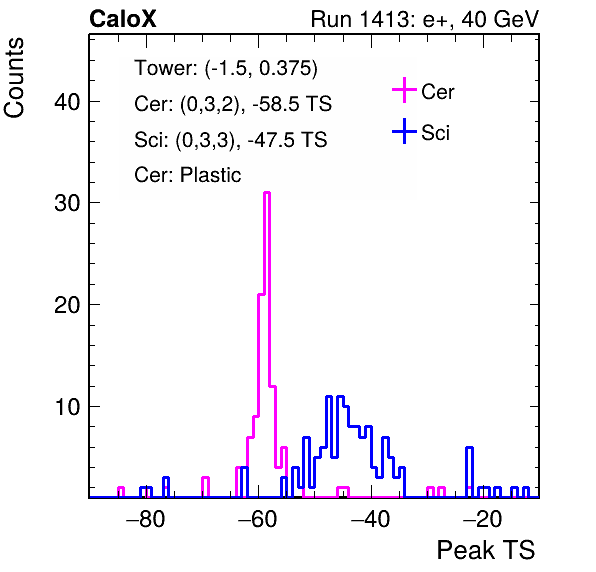 CaloX Run 1413: e+, 40 GeV
Counts
Tower: (-1.5, 0.375)
Cer: (0,3,2), -58.5 TS
Sci: (0,3,3), -47.5 TS
Cer: Plastic
Cer
Sci
40
30
20
10
−80 −60 −40 −20
Peak TS